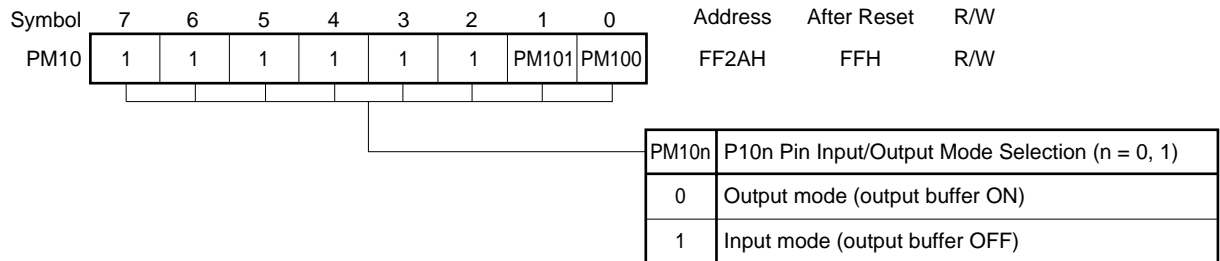 Symbol 7 6 5 4 3 2 1 0 Address After Reset R/W
PM10 1 1 1 1 1 1 PM101 PM100 FF2AH FFH R/W
PM10n P10n Pin Input/Output Mode Selection (n = 0, 1)
0 Output mode (output buffer ON)
1 Input mode (output buffer OFF)